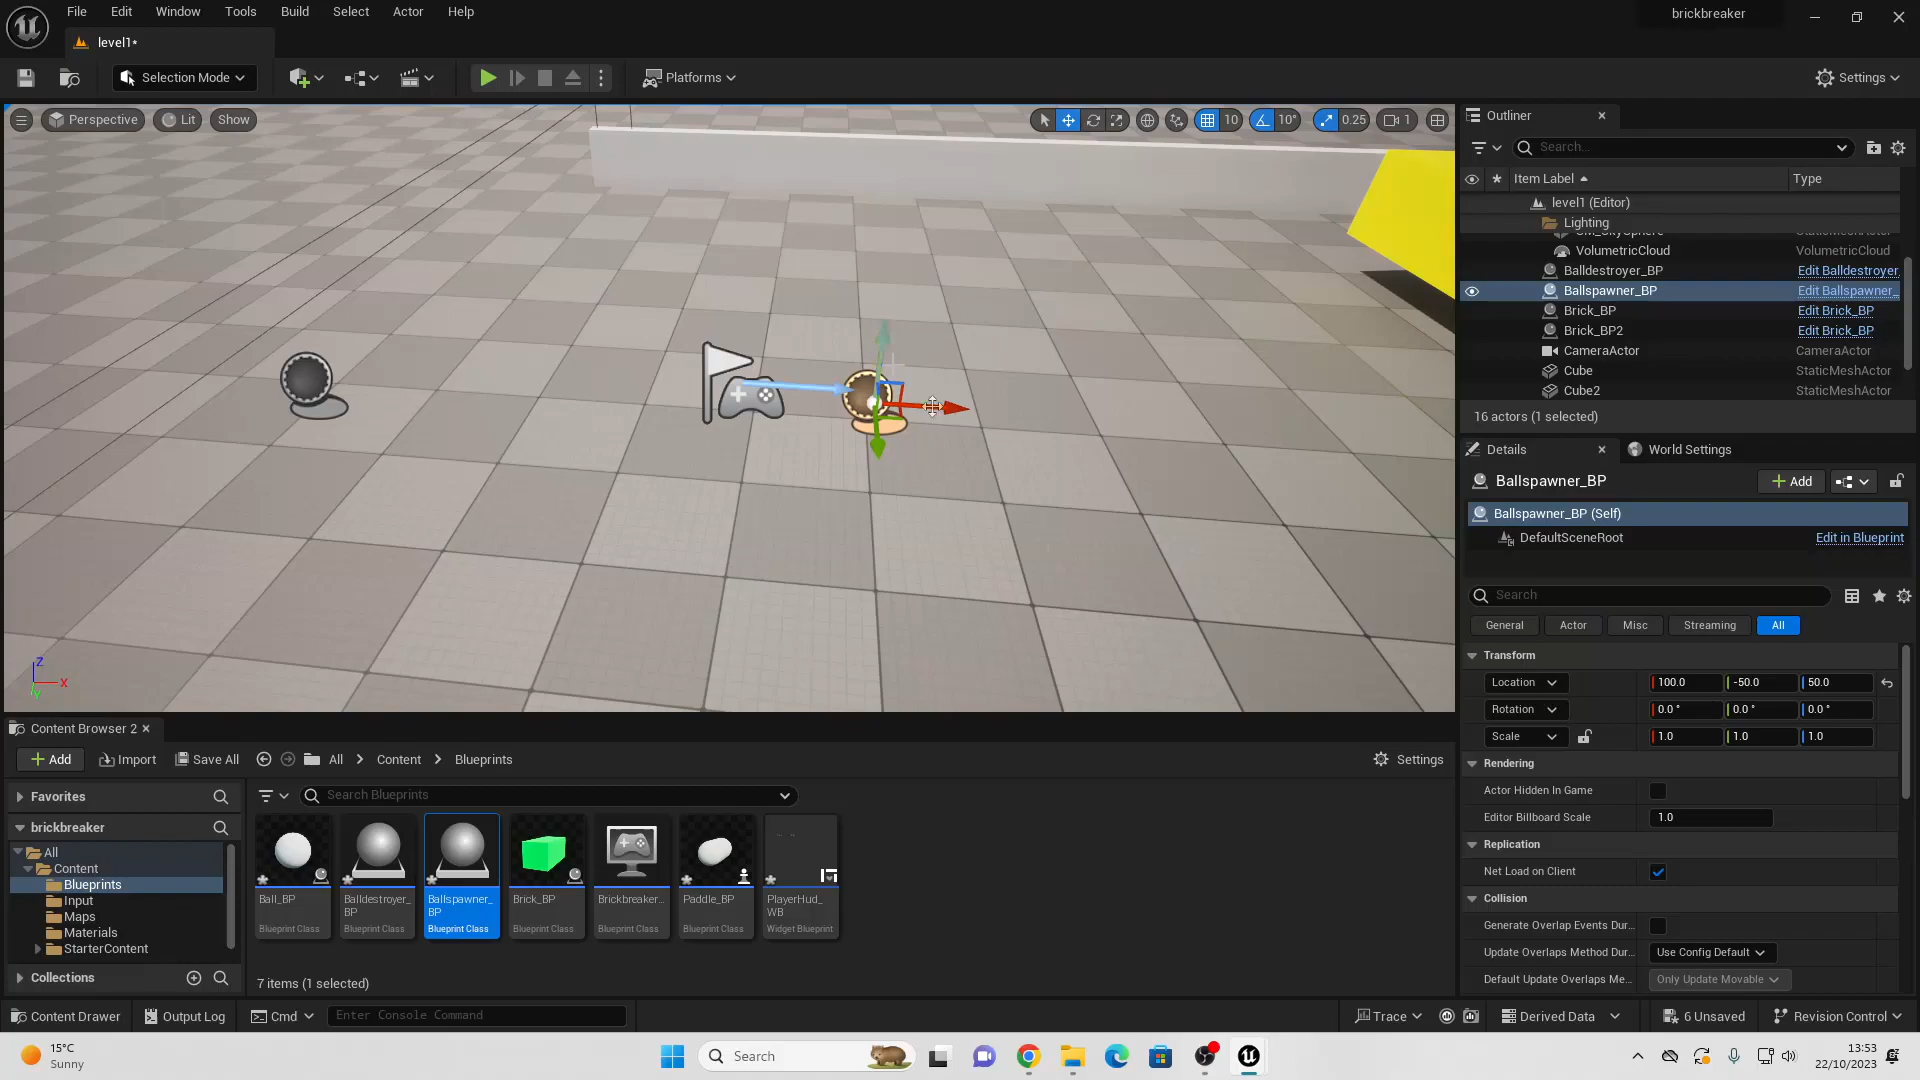 File Edit Window Tools Build Select Actor Help
brickbreaker
level1*
Selection Mode
Platforms
Settings
Perspective
Lit
Show
10
10°
0.25
1
Outliner
Search...
Item Label
Type
level1 (Editor)
Lighting
VolumetricCloud VolumetricCloud
Balldestroyer_BP Edit Balldestroyer
Ballspawner_BP Edit Ballspawner_
Brick_BP Edit Brick_BP
Brick_BP2 Edit Brick_BP
CameraActor CameraActor
Cube StaticMeshActor
Cube2 StaticMeshActor
16 actors (1 selected)
Details
World Settings
Ballspawner_BP
Add
Ballspawner_BP (Self)
DefaultSceneRoot Edit in Blueprint
Search
General Actor Misc Streaming All
Transform
Location 100.0 -50.0 50.0
Rotation 0.0° 0.0° 0.0°
Scale 1.0 1.0 1.0
Rendering
Actor Hidden In Game
Editor Billboard Scale 1.0
Replication
Net Load on Client
Collision
Generate Overlap Events Dur...
Update Overlaps Method Dur... Use Config Default
Default Update Overlaps Me... Only Update Movable
Z
X
Y
Content Browser 2
Add Import Save All All Content Blueprints Settings
Favorites
Search Blueprints
brickbreaker
All
Content
Blueprints
Input
Maps
Materials
StarterContent
Collections
Ball_BP
Blueprint Class
Balldestroyer_
BP
Blueprint Class
Ballspawner_
BP
Blueprint Class
Brick_BP
Blueprint Class
Brickbreaker...
Blueprint Class
Paddle_BP
Blueprint Class
PlayerHud_
WB
Widget Blueprint
7 items (1 selected)
Content Drawer Output Log Cmd Enter Console Command Trace Derived Data 6 Unsaved Revision Control
15°C
Sunny
Search
13:53
22/10/2023